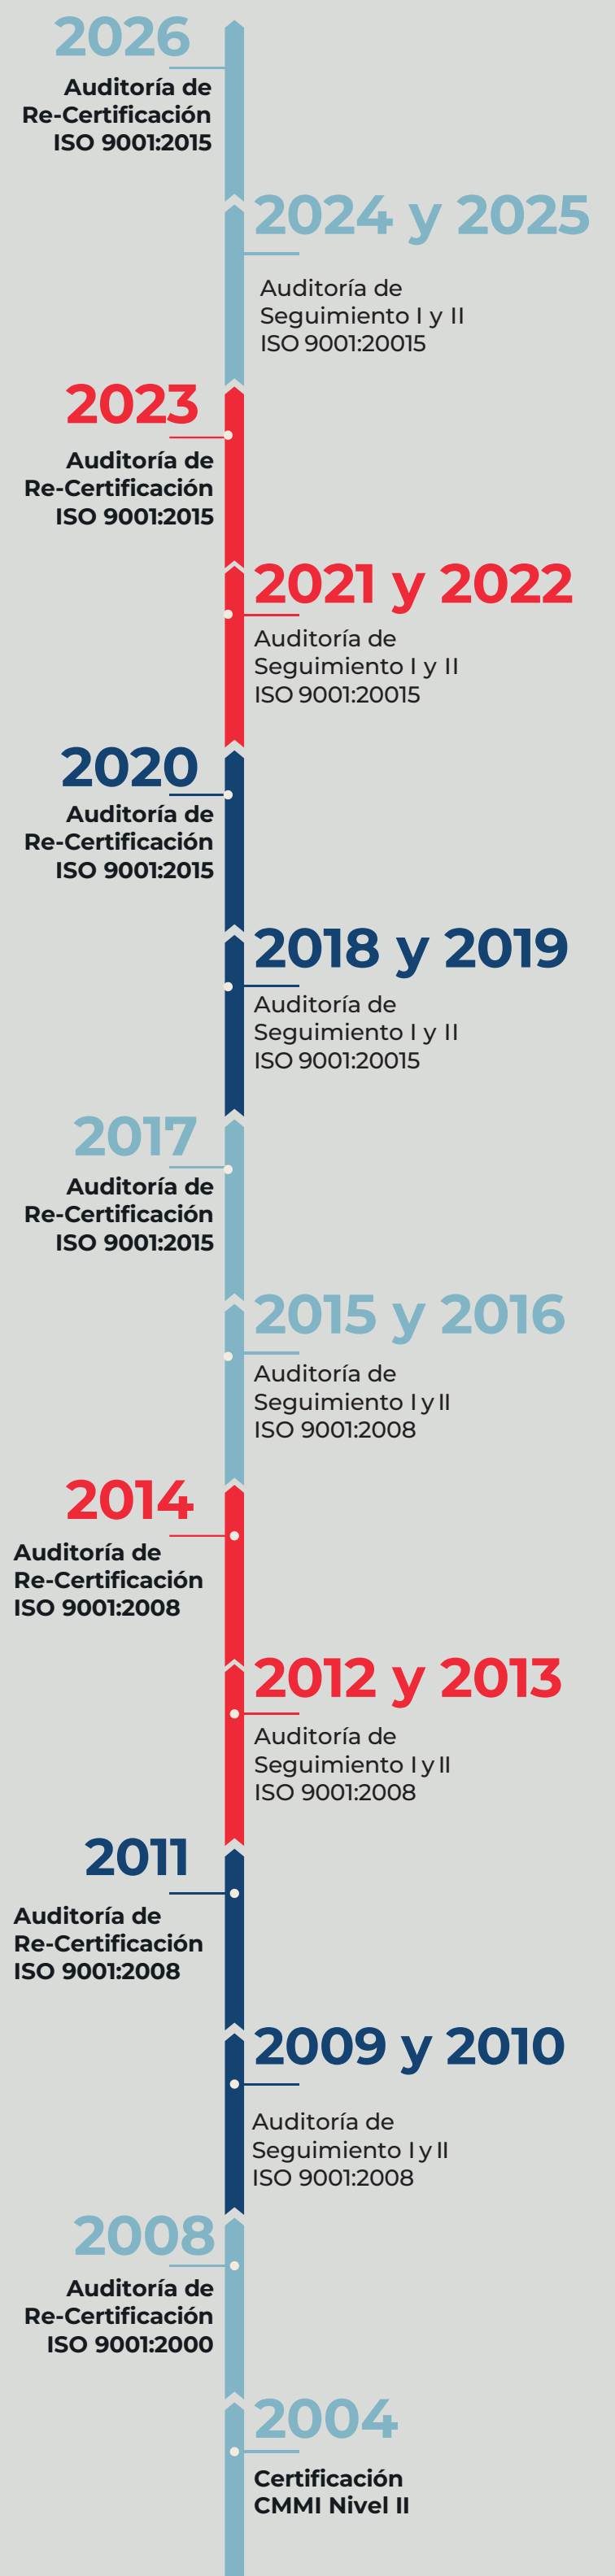 2026
Auditoría de
Re-Certificación
ISO 9001:2015
2024 y 2025
Auditoría de
Seguimiento I y II
ISO 9001:20015
2023
Auditoría de
Re-Certificación
ISO 9001:2015
2021 y 2022
Auditoría de
Seguimiento I y II
ISO 9001:20015
2020
Auditoría de
Re-Certificación
ISO 9001:2015
2018 y 2019
Auditoría de
Seguimiento I y II
ISO 9001:20015
2017
Auditoría de
Re-Certificación
ISO 9001:2015
2015 y 2016
Auditoría de
Seguimiento I y II
ISO 9001:2008
2014
Auditoría de
Re-Certificación
ISO 9001:2008
2012 y 2013
Auditoría de
Seguimiento I y II
ISO 9001:2008
2011
Auditoría de
Re-Certificación
ISO 9001:2008
2009 y 2010
Auditoría de
Seguimiento I y II
ISO 9001:2008
2008
Auditoría de
Re-Certificación
ISO 9001:2000
2004
Certificación
CMMI Nivel II